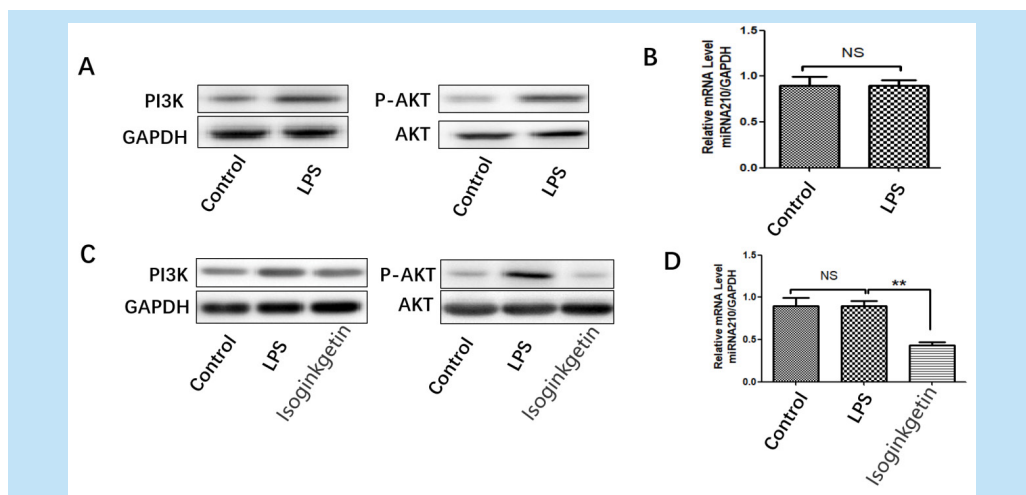 A
PI3K
GAPDH
Control
LPS
P-AKT
AKT
Control
LPS
B
Relative mRNA Level
miRNA210/GAPDH
1.5
1.0
0.5
0.0
NS
Control
LPS
C
PI3K
GAPDH
Control
LPS
Isoginkgetin
P-AKT
AKT
Control
LPS
Isoginkgetin
D
Relative mRNA Level
miRNA210/GAPDH
1.5
1.0
0.5
0.0
NS
**
Control
LPS
Isoginkgetin